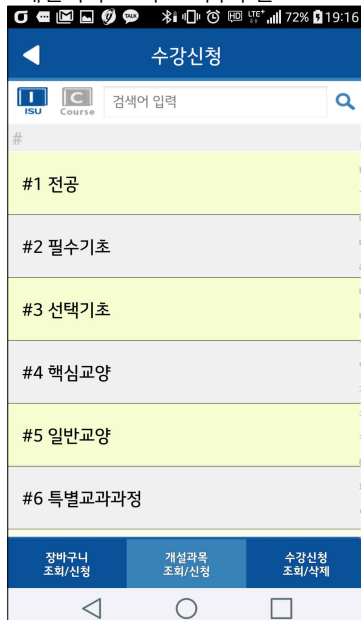 TALK HD LTE+ 72% 19:16
수강신청
I C 검색어 입력
ISU Course
#
#1 전공
#2 필수기초
#3 선택기초
#4 핵심교양
#5 일반교양
#6 특별교과과정
장바구니 개설과목 수강신청
조회/신청 조회/신청 조회/삭제